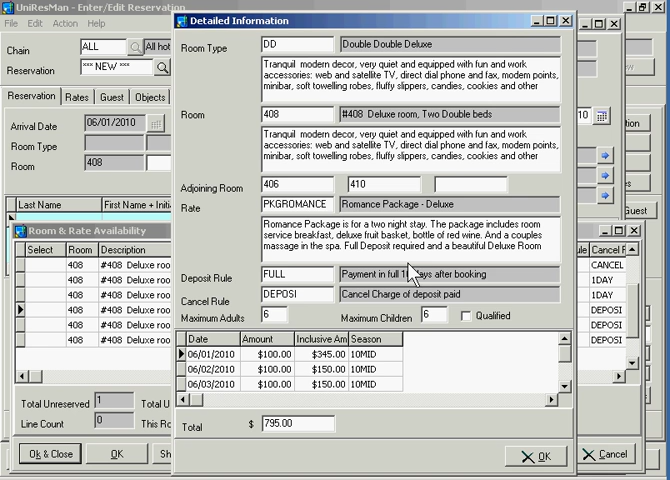 UniResMan - Enter/Edit Reservation
File Edit Action Help
Chain ALL All hot
Reservation *** NEW ***
Reservation Rates Guest Objects
Arrival Date 06/01/2010
Room Type
Room 408
Last Name First Name + Initi
Detailed Information
Room Type DD Double Double Deluxe
Tranquil modern decor, very quiet and equipped with fun and work
accessories: web and satellite TV, direct dial phone and fax, modem points,
minibar, soft towelling robes, fluffy slippers, candies, cookies and other
Room 408 #408 Deluxe room, Two Double beds
Tranquil modern decor, very quiet and equipped with fun and work
accessories: web and satellite TV, direct dial phone and fax, modem points,
minibar, soft towelling robes, fluffy slippers, candies, cookies and other
Adjoining Room 406 410
Rate PKGROMANCE Romance Package - Deluxe
Romance Package is for a two night stay. The package includes room
service breakfast, deluxe fruit basket, bottle of red wine. And a couples
massage in the spa. Full Deposit required and a beautiful Deluxe Room
Deposit Rule FULL Payment in full 10 days after booking
Cancel Rule DEPOSI Cancel Charge of deposit paid
Maximum Adults 6 Maximum Children 6 Qualified
Date Amount Inclusive Am Season
06/01/2010 $100.00 $345.00 10MID
06/02/2010 $100.00 $150.00 10MID
06/03/2010 $100.00 $150.00 10MID
Total $ 795.00
OK
Room & Rate Availability
Select Room Description
408 #408 Deluxe roo
408 #408 Deluxe roo
408 #408 Deluxe roo
408 #408 Deluxe roo
408 #408 Deluxe roo
408 #408 Deluxe roo
Total Unreserved 1 Total U
Line Count 0 This Ro
Ok & Close OK Sh
10
tion
Guest
ule Cancel R
CANCEL
1DAY
1DAY
DEPOSI
DEPOSI
DEPOSI
Cancel